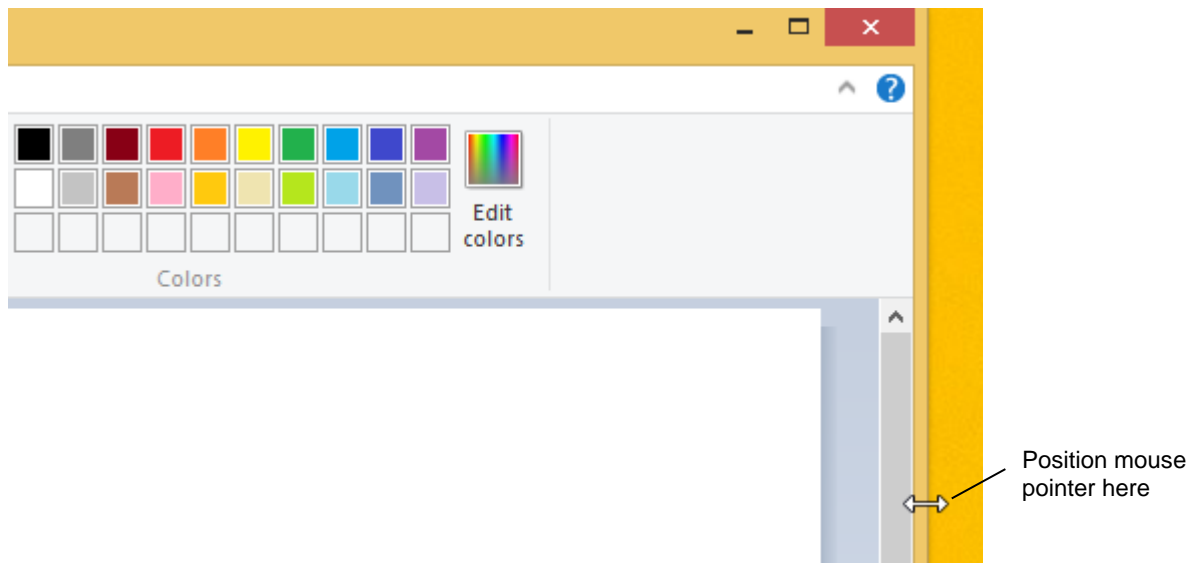 ?
Edit
colors
Colors
Position mouse
pointer here